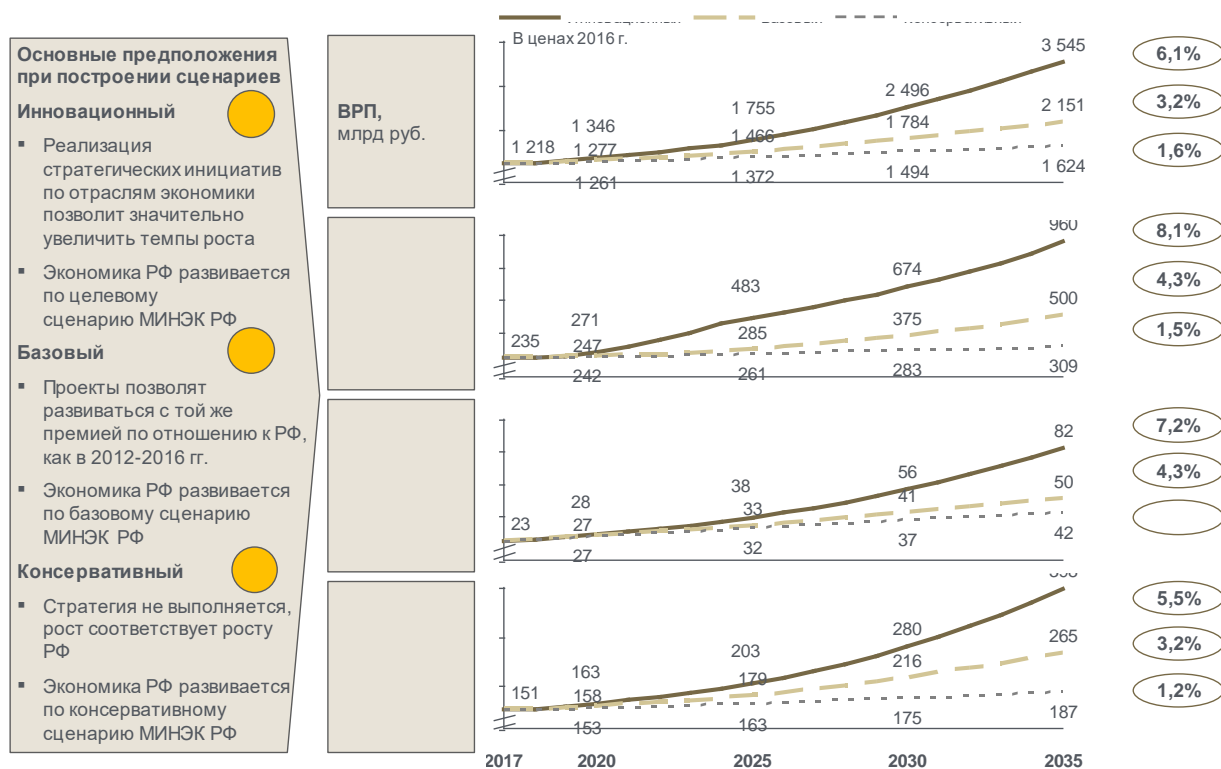 В ценах 2016 г.
Основные предположения
при построении сценариев
Инновационный
▪ Реализация
стратегических инициатив
по отраслям экономики
позволит значительно
увеличить темпы роста
▪ Экономика РФ развивается
по целевому
сценарию МИНЭК РФ
Базовый
▪ Проекты позволят
развиваться с той же
премией по отношению к РФ,
как в 2012-2016 гг.
▪ Экономика РФ развивается
по базовому сценарию
МИНЭК РФ
Консервативный
▪ Стратегия не выполняется,
рост соответствует росту
РФ
▪ Экономика РФ развивается
по консервативному
сценарию МИНЭК РФ
ВРП,
млрд руб.
3 545
2 496
1 755
2 151
1 346
1 784
1 466
1 218
1 277
1 261
1 372
1 494
1 624
6,1%
3,2%
1,6%
960
674
483
500
271
375
285
235
247
242
261
283
309
8,1%
4,3%
1,5%
82
56
38
50
28
41
33
23
27
27
32
37
42
7,2%
4,3%
280
265
203
216
163
179
151
158
153
163
175
187
5,5%
3,2%
1,2%
2017 2020 2025 2030 2035